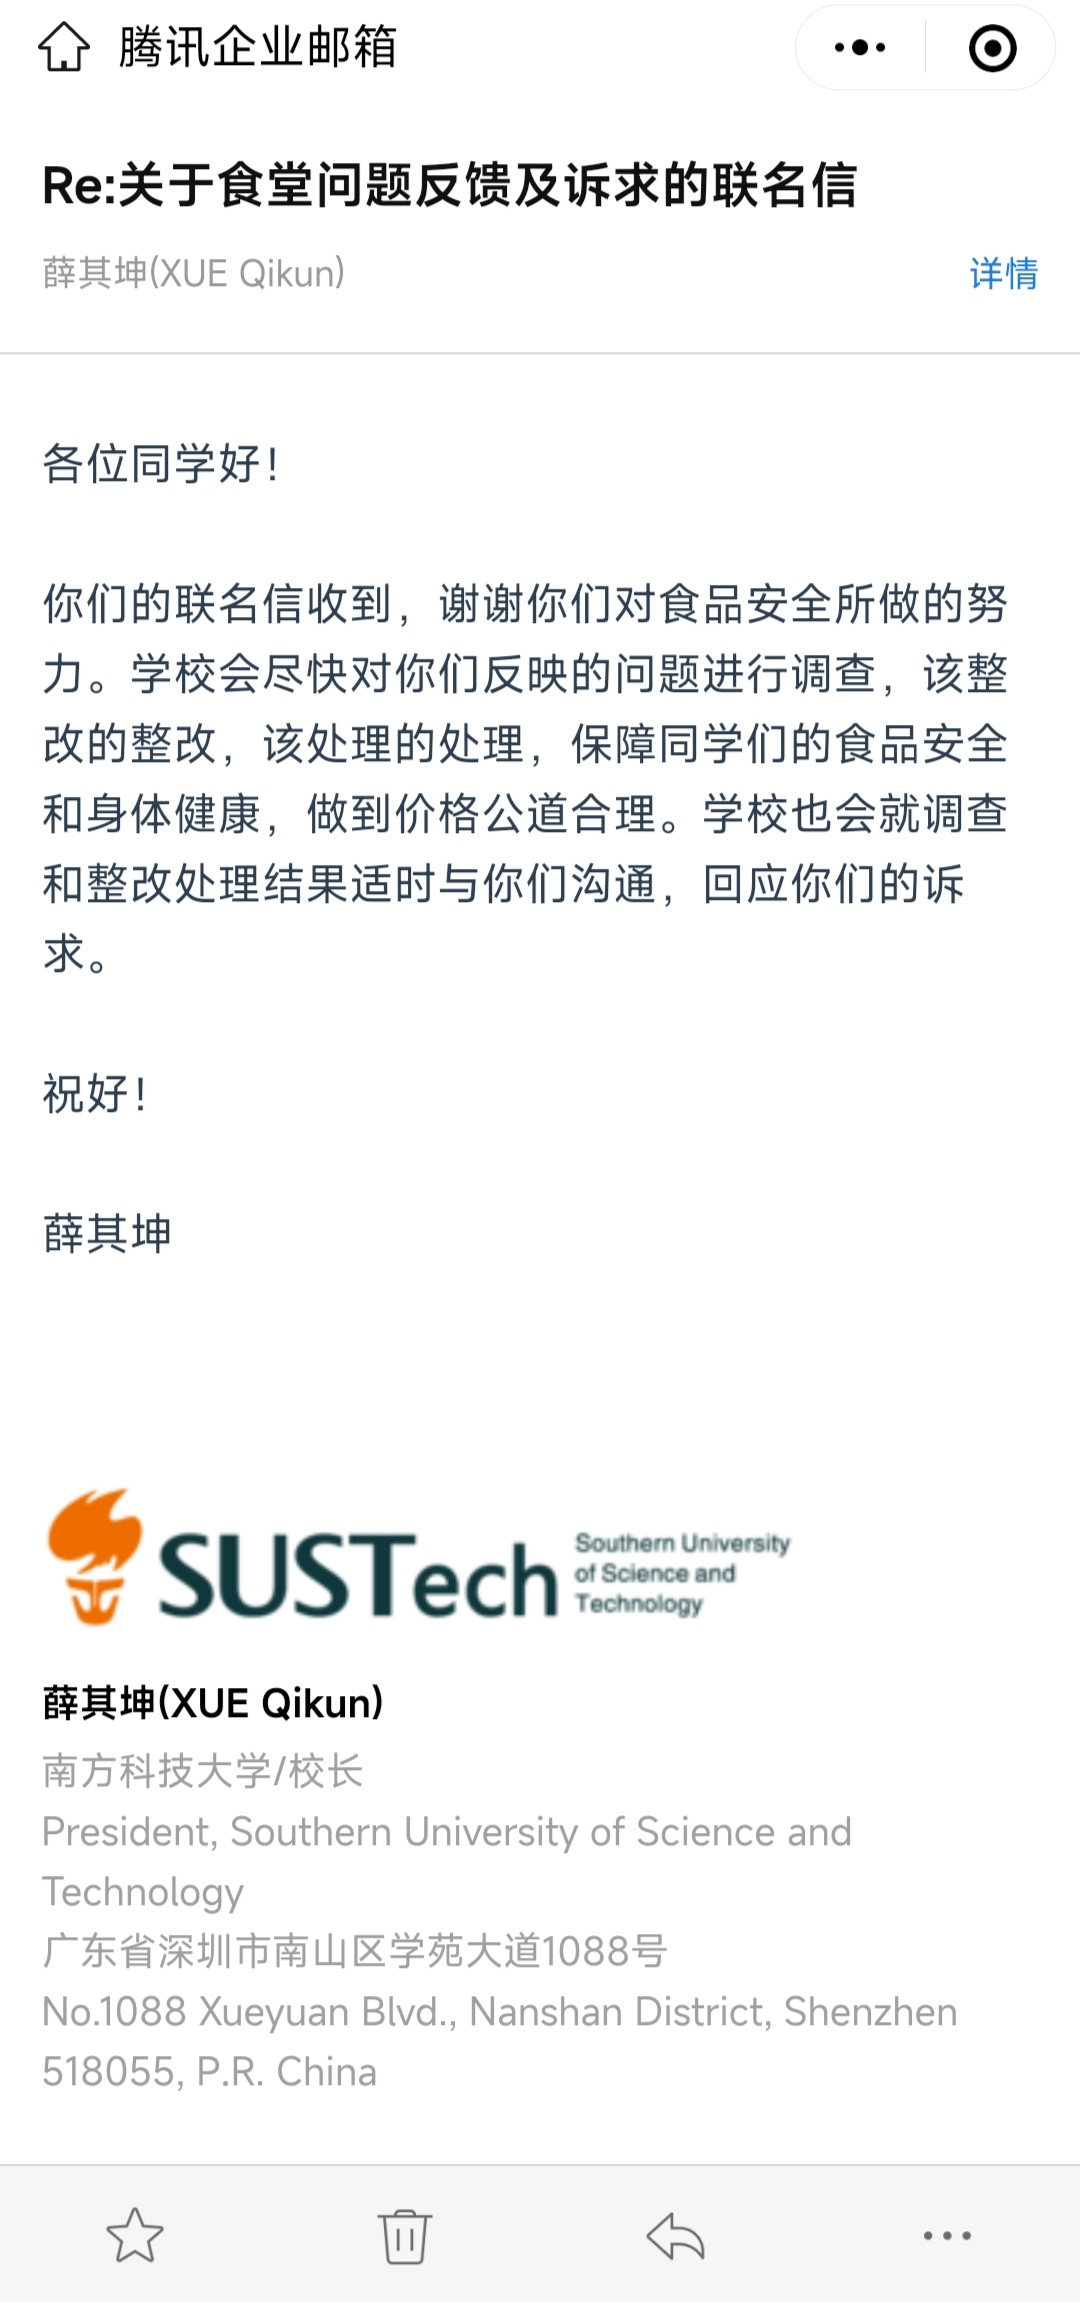 腾讯企业邮箱
Re:关于食堂问题反馈及诉求的联名信
薛其坤(XUE Qikun)
详情
各位同学好！
你们的联名信收到，谢谢你们对食品安全所做的努
力。学校会尽快对你们反映的问题进行调查，该整
改的整改，该处理的处理，保障同学们的食品安全
和身体健康，做到价格公道合理。学校也会就调查
和整改处理结果适时与你们沟通，回应你们的诉
求。
祝好！
薛其坤
SUSTech
Southern University
of Science and
Technology
薛其坤(XUE Qikun)
南方科技大学/校长
President, Southern University of Science and
Technology
广东省深圳市南山区学苑大道1088号
No.1088 Xueyuan Blvd., Nanshan District, Shenzhen
518055, P.R. China